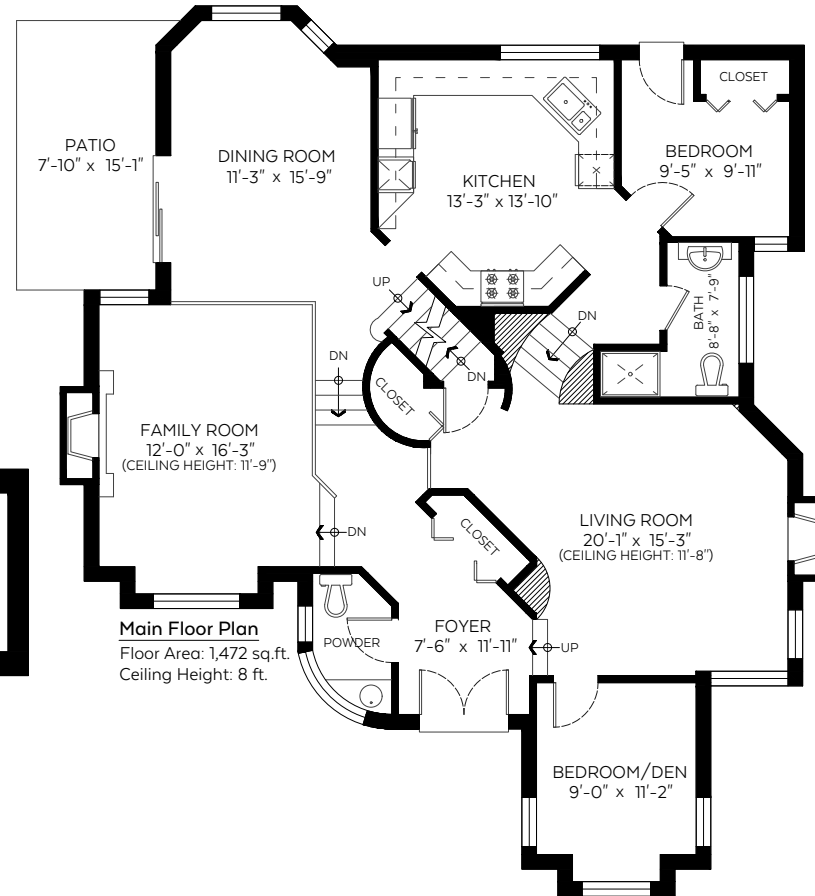 CLOSET
PATIO
7'-10" x 15'-1"
DINING ROOM
11'-3" x 15'-9"
KITCHEN
13'-3" x 13'-10"
BEDROOM
9'-5" x 9'-11"
UP
DN
DN
DN
BATH
8'-8" x 7'-9"
CLOSET
FAMILY ROOM
12'-0" x 16'-3"
(CEILING HEIGHT: 11'-9")
DN
CLOSET
LIVING ROOM
20'-1" x 15'-3"
(CEILING HEIGHT: 11'-8")
Main Floor Plan
Floor Area: 1,472 sq.ft.
Ceiling Height: 8 ft.
POWDER
FOYER
7'-6" x 11'-11"
UP
BEDROOM/DEN
9'-0" x 11'-2"